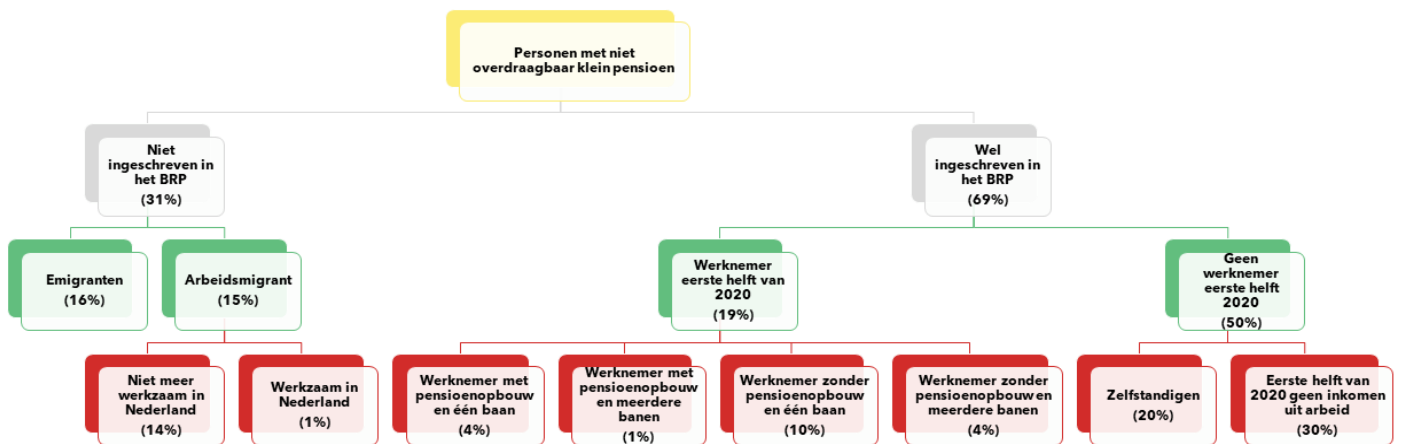 Personen met niet
overdraagbaar klein pensioen
Niet
ingeschreven in
het BRP
(31%)
Wel
ingeschreven in
het BRP
(69%)
Emigranten
(16%)
Arbeidsmigrant
(15%)
Werknemer
eerste helft van
2020
(19%)
Geen
werknemer
eerste helft
2020
(50%)
Niet meer
werkzaam in
Nederland
(14%)
Werkzaam in
Nederland
(1%)
Werknemer met
pensioenopbouw
en één baan
(4%)
Werknemer met
pensioenopbouw
en meerdere
banen
(1%)
Werknemer zonder
pensioenopbouw
en één baan
(10%)
Werknemer zonder
pensioenopbouw en
meerdere banen
(4%)
Zelfstandigen
(20%)
Eerste helft van
2020 geen inkomen
uit arbeid
(30%)